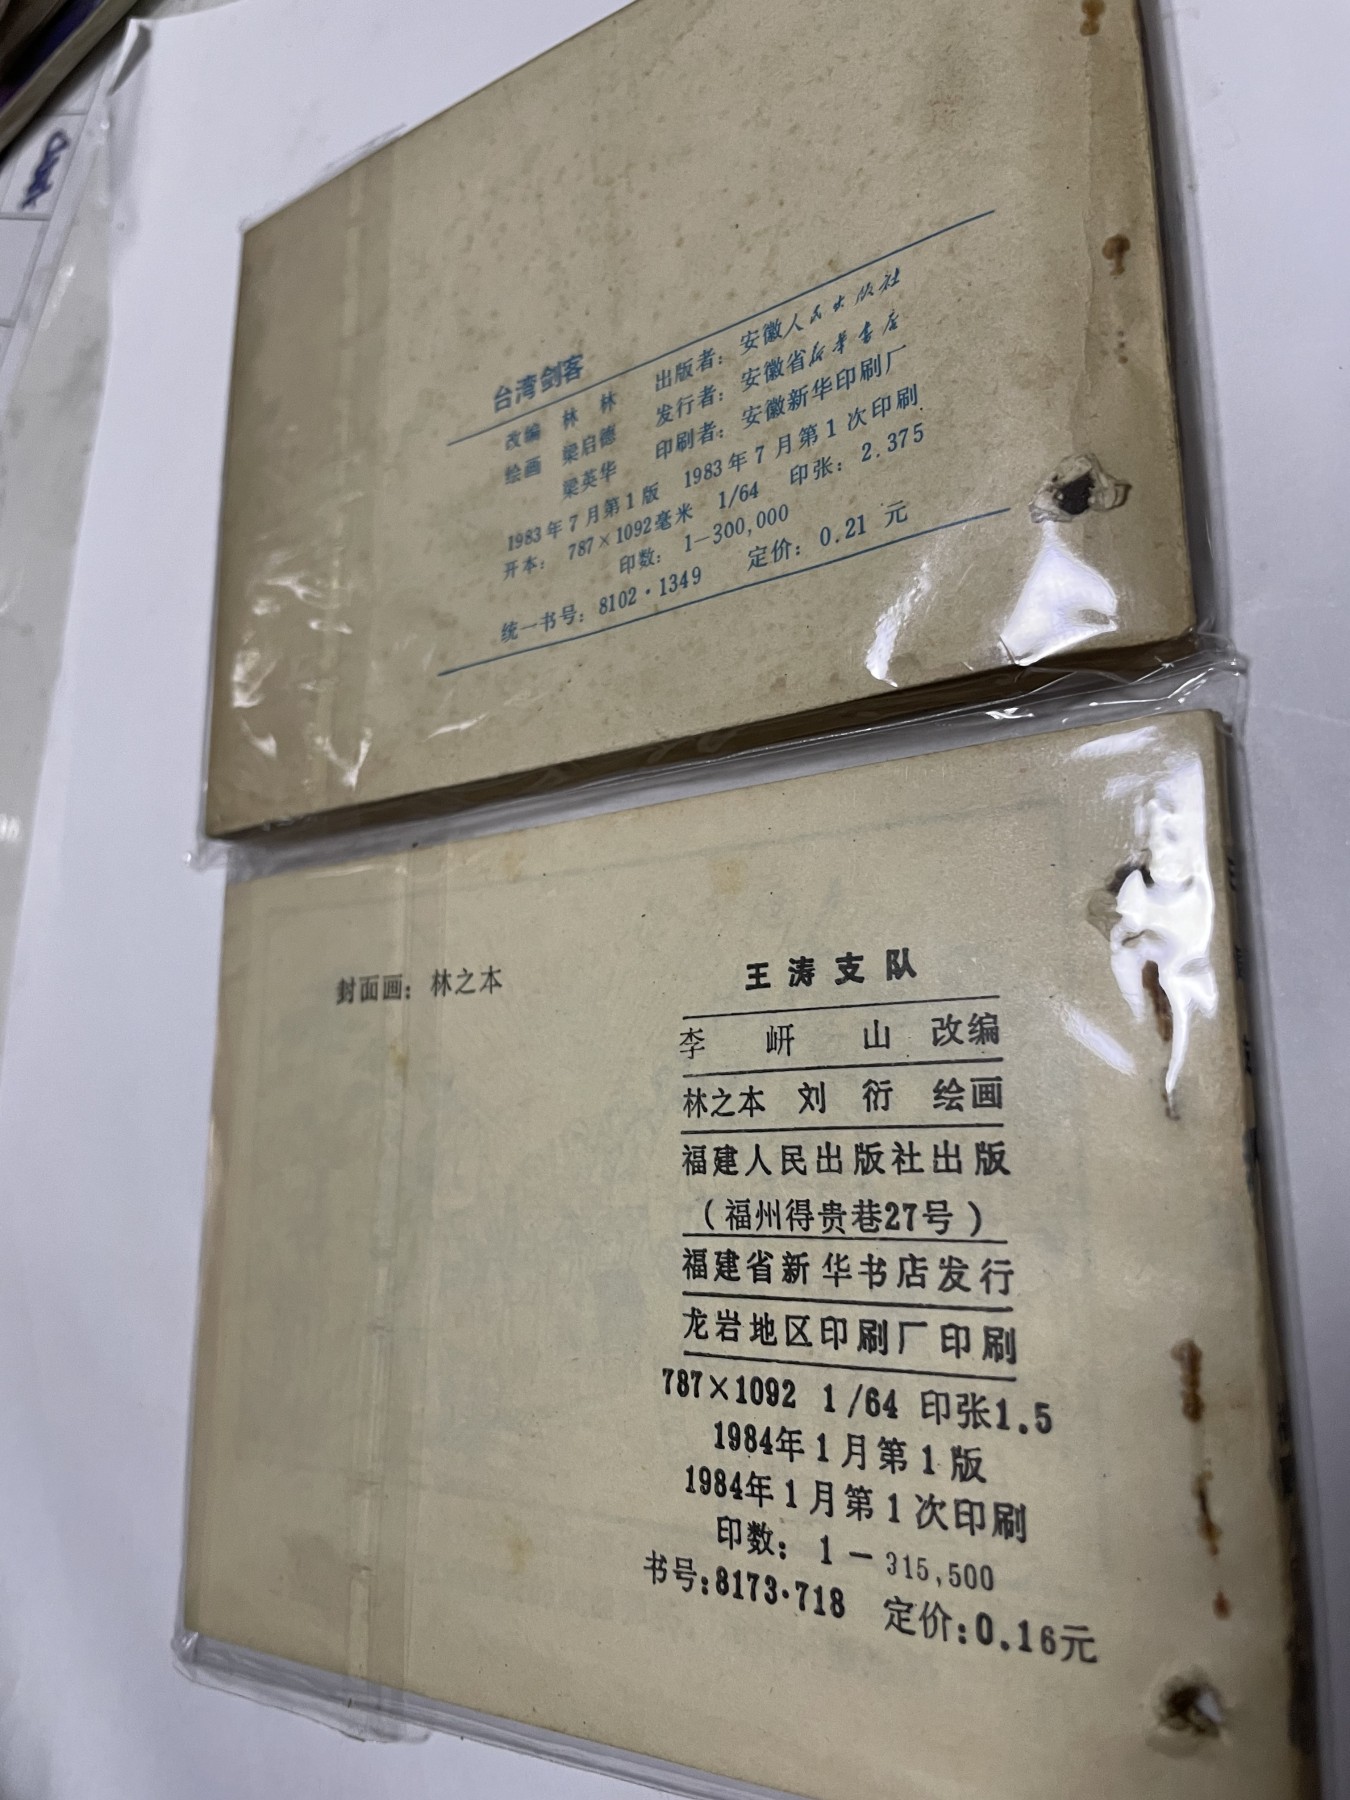 台湾剑客
改编 林 林 出版者：安徽人民出版社
绘画 梁启德 发行者：安徽省新华书店
梁英华 印刷者：安徽新华印刷厂
1983年7月第1版 1983年7月第1次印刷
开本：787×1092毫米 1/64 印张：2.375
印数：1—300,000
统一书号：8102·1349 定价：0.21 元
封面画：林之本
王涛支队
李岍山 改编
林之本 刘衍 绘画
福建人民出版社出版
（福州得贵巷27号）
福建省新华书店发行
龙岩地区印刷厂印刷
787×1092 1/64 印张1.5
1984年1月第1版
1984年1月第1次印刷
印数：1—315,500
书号:8173·718 定价:0.16元